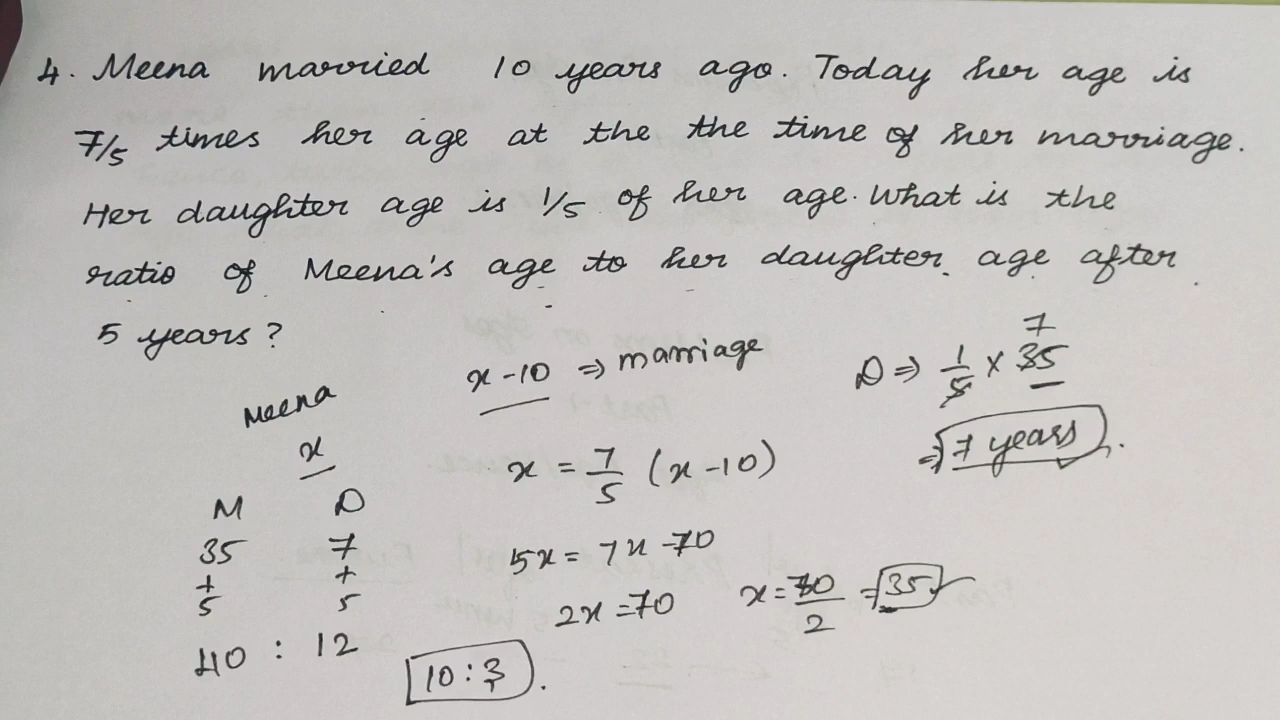 4. Meena married 10 years ago. Today her age is
7/5 times her age at the the time of her marriage.
Her daughter age is 1/5 of her age. What is the
ratio of Meena's age to her daughter age after
5 years?
Meena
x
x - 10 ⇒ marriage
D ⇒ 1/5 × 35
7
⇒ 7 years.
x = 7/5 (x - 10)
M D
35 7
+ +
5 5
40 : 12
5x = 7x - 70
2x = 70
x = 70/2 = 35
10 : 3.